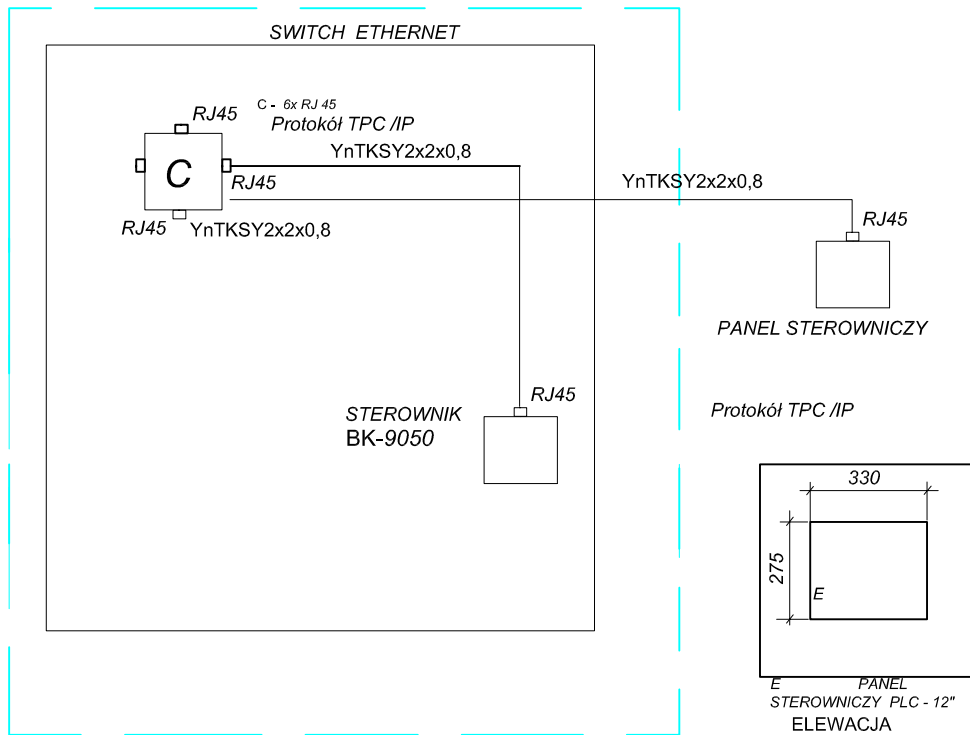 SWITCH ETHERNET
RJ45
C - 6x RJ 45
Protokół TPC /IP
YnTKSY2x2x0,8
C
RJ45
YnTKSY2x2x0,8
RJ45
YnTKSY2x2x0,8
RJ45
PANEL STEROWNICZY
RJ45
STEROWNIK
BK-9050
Protokół TPC /IP
330
275
E
E PANEL
STEROWNICZY PLC - 12"
ELEWACJA